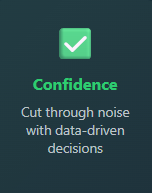 Confidence
Cut through noise
with data-driven
decisions